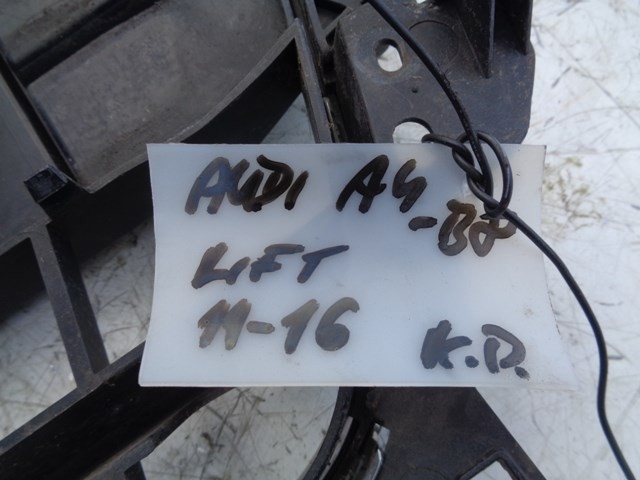 AUDI A4
-B8
LIFT
11-16
K.D.